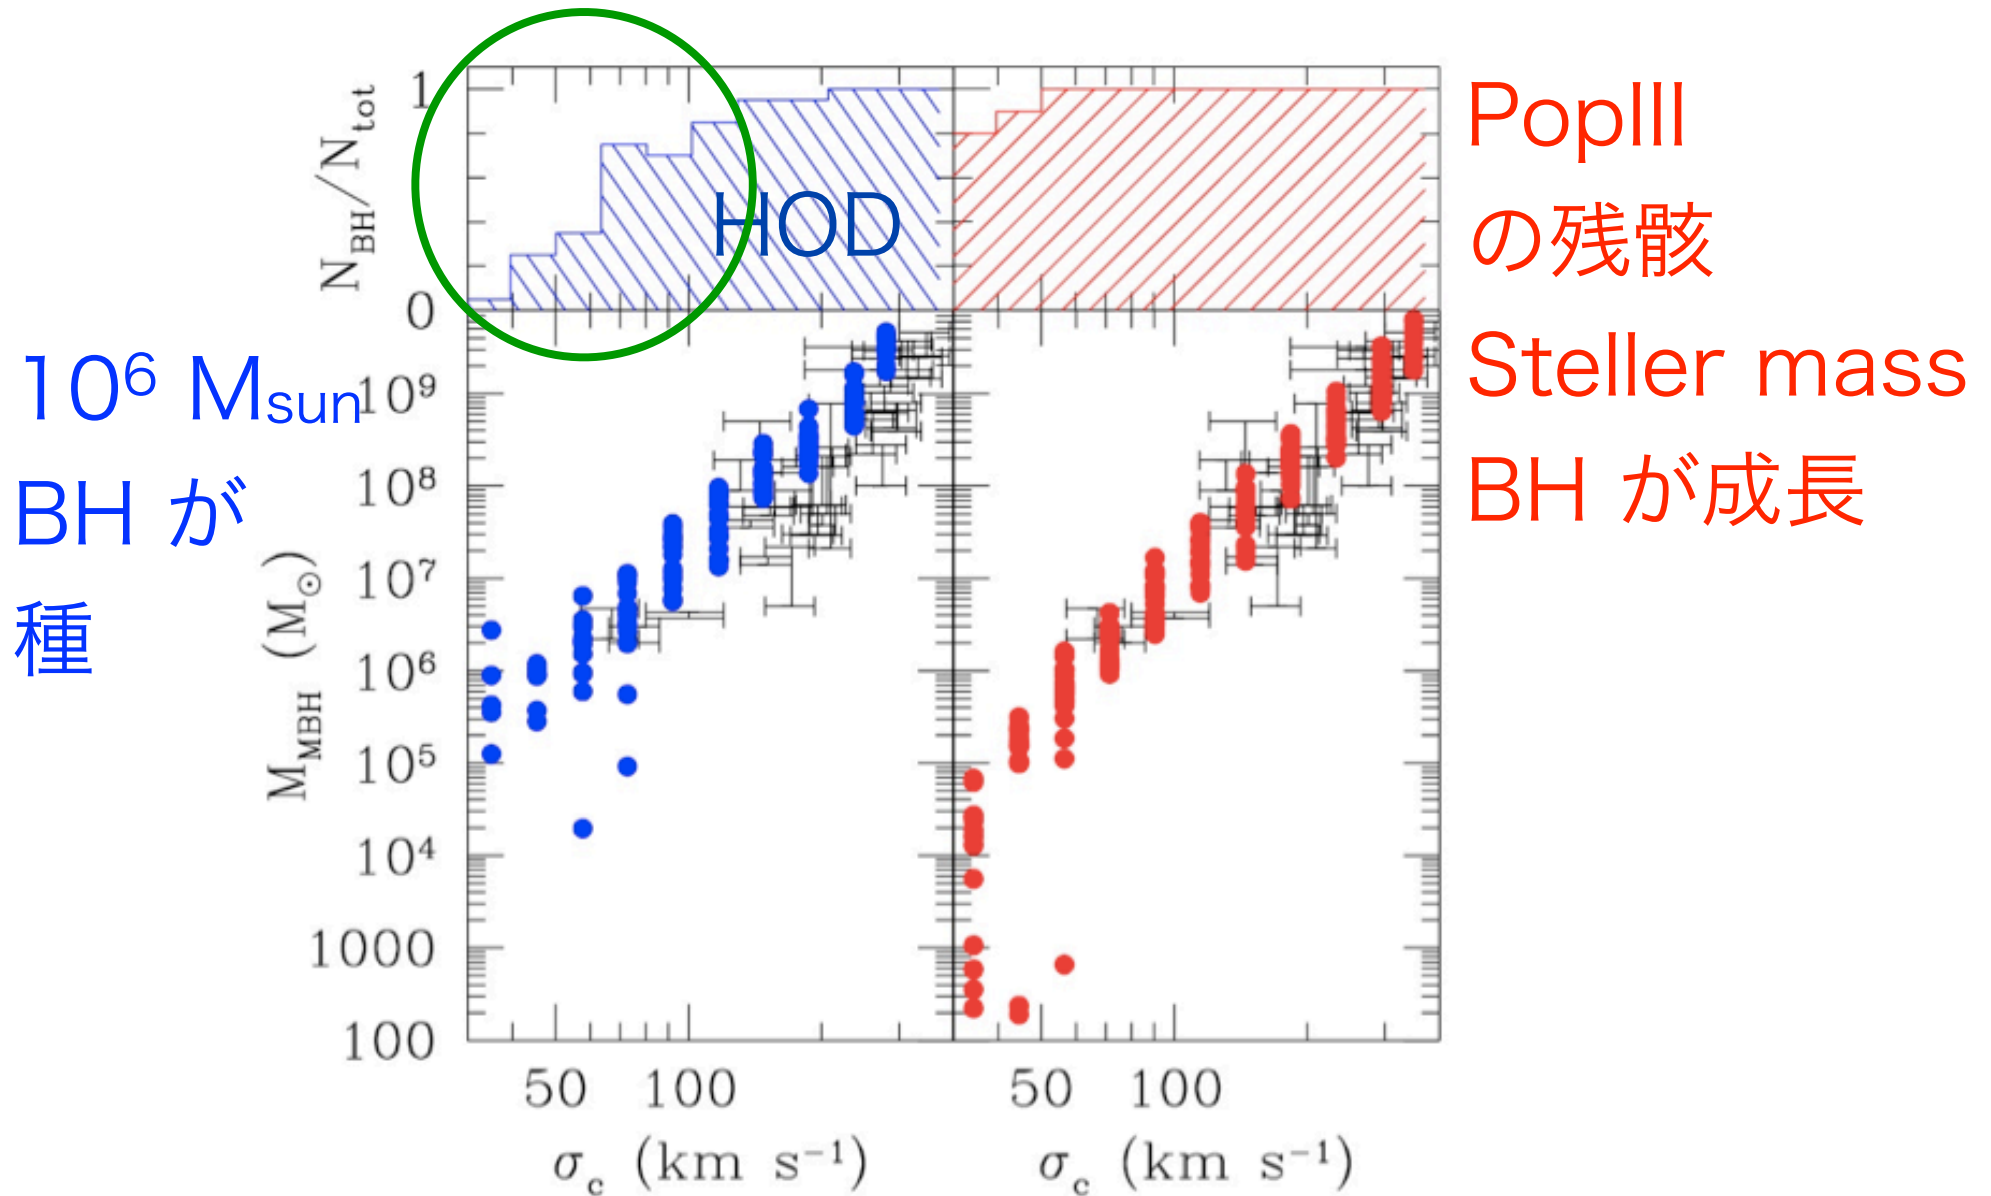 N_BH/N_tot
1
0
HOD
PopIII
の残骸
Steller mass
BH が成長
10⁶ M_sun
BH が
種
M_MBH (M_⊙)
10⁹
10⁸
10⁷
10⁶
10⁵
10⁴
1000
100
50 100
50 100
σ_c (km s⁻¹)
σ_c (km s⁻¹)